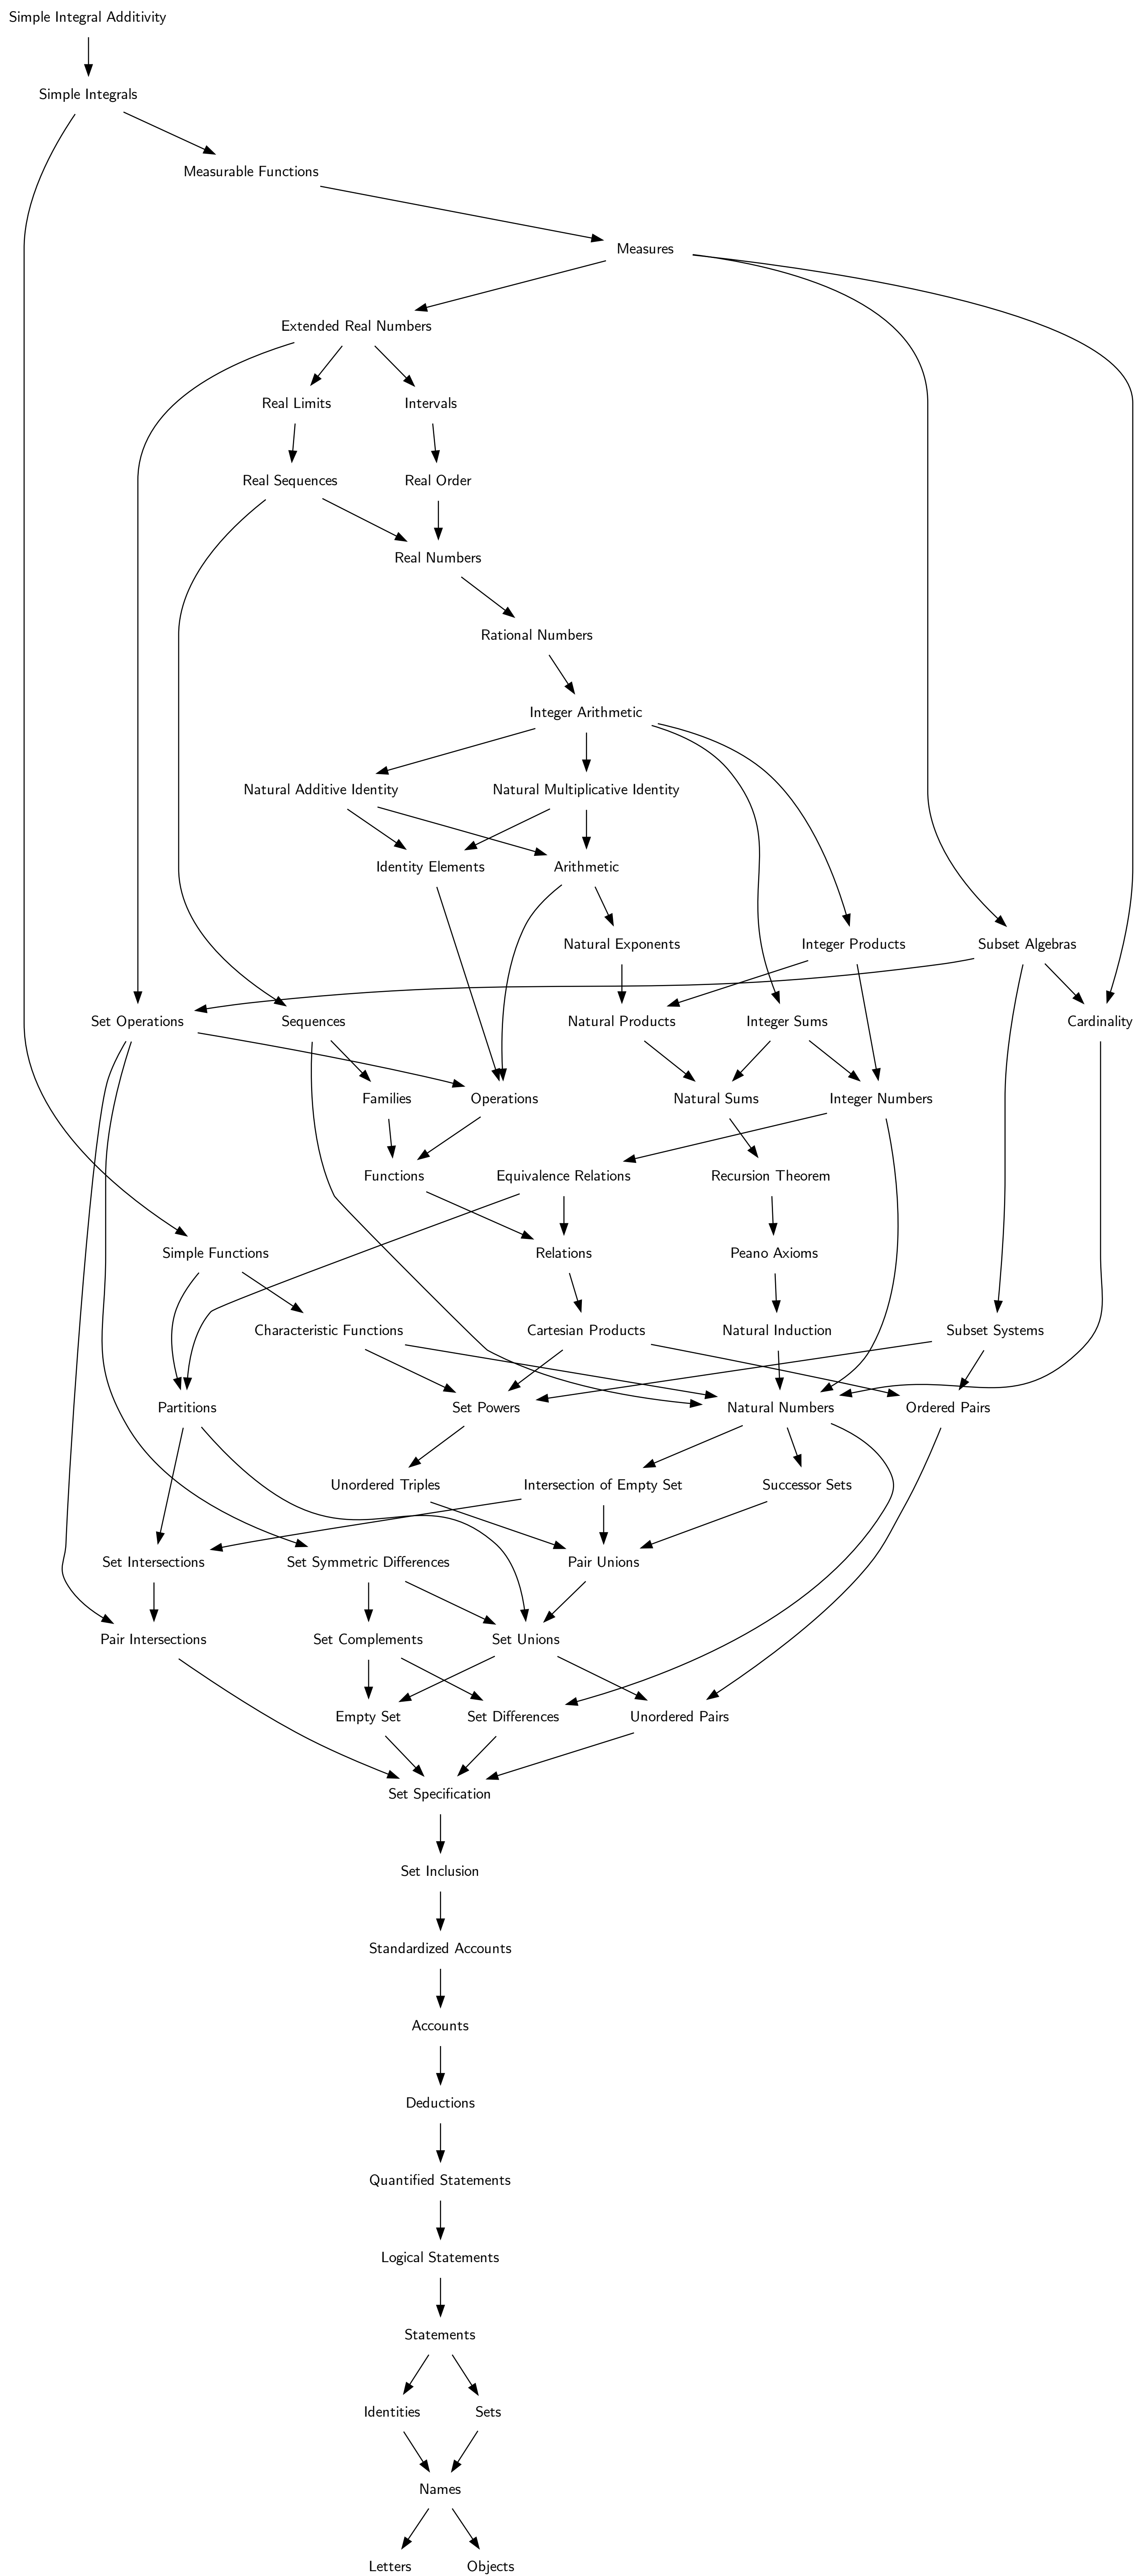 Simple Integral Additivity
Simple Integrals
Measurable Functions
Measures
Extended Real Numbers
Real Limits
Intervals
Real Sequences
Real Order
Real Numbers
Rational Numbers
Integer Arithmetic
Natural Additive Identity
Natural Multiplicative Identity
Identity Elements
Arithmetic
Natural Exponents
Integer Products
Subset Algebras
Set Operations
Sequences
Natural Products
Integer Sums
Cardinality
Families
Operations
Natural Sums
Integer Numbers
Functions
Equivalence Relations
Recursion Theorem
Simple Functions
Relations
Peano Axioms
Characteristic Functions
Cartesian Products
Natural Induction
Subset Systems
Partitions
Set Powers
Natural Numbers
Ordered Pairs
Unordered Triples
Intersection of Empty Set
Successor Sets
Set Intersections
Set Symmetric Differences
Pair Unions
Pair Intersections
Set Complements
Set Unions
Empty Set
Set Differences
Unordered Pairs
Set Specification
Set Inclusion
Standardized Accounts
Accounts
Deductions
Quantified Statements
Logical Statements
Statements
Identities
Sets
Names
Letters
Objects